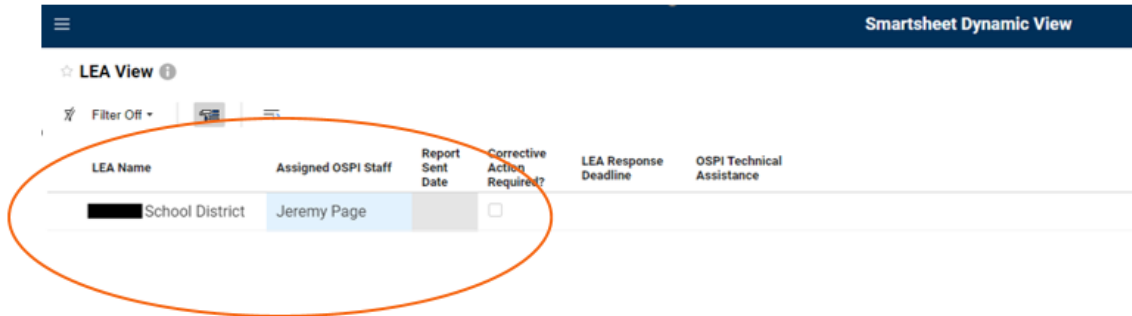 Smartsheet Dynamic View
LEA View
Filter Off
LEA Name
Assigned OSPI Staff
Report
Sent
Date
Corrective
Action
Required?
LEA Response
Deadline
OSPI Technical
Assistance
School District
Jeremy Page